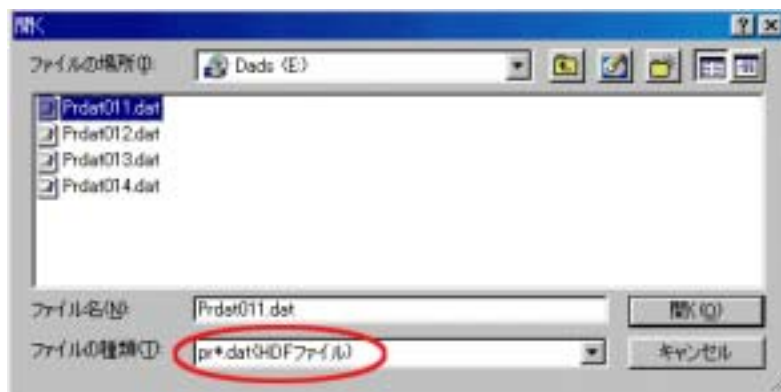 開く
ファイルの場所(I): Dads (E:)
Prdat011.dat
Prdat012.dat
Prdat013.dat
Prdat014.dat
ファイル名(N): Prdat011.dat 開く(O)
ファイルの種類(T): pr*.dat(HDFファイル) キャンセル